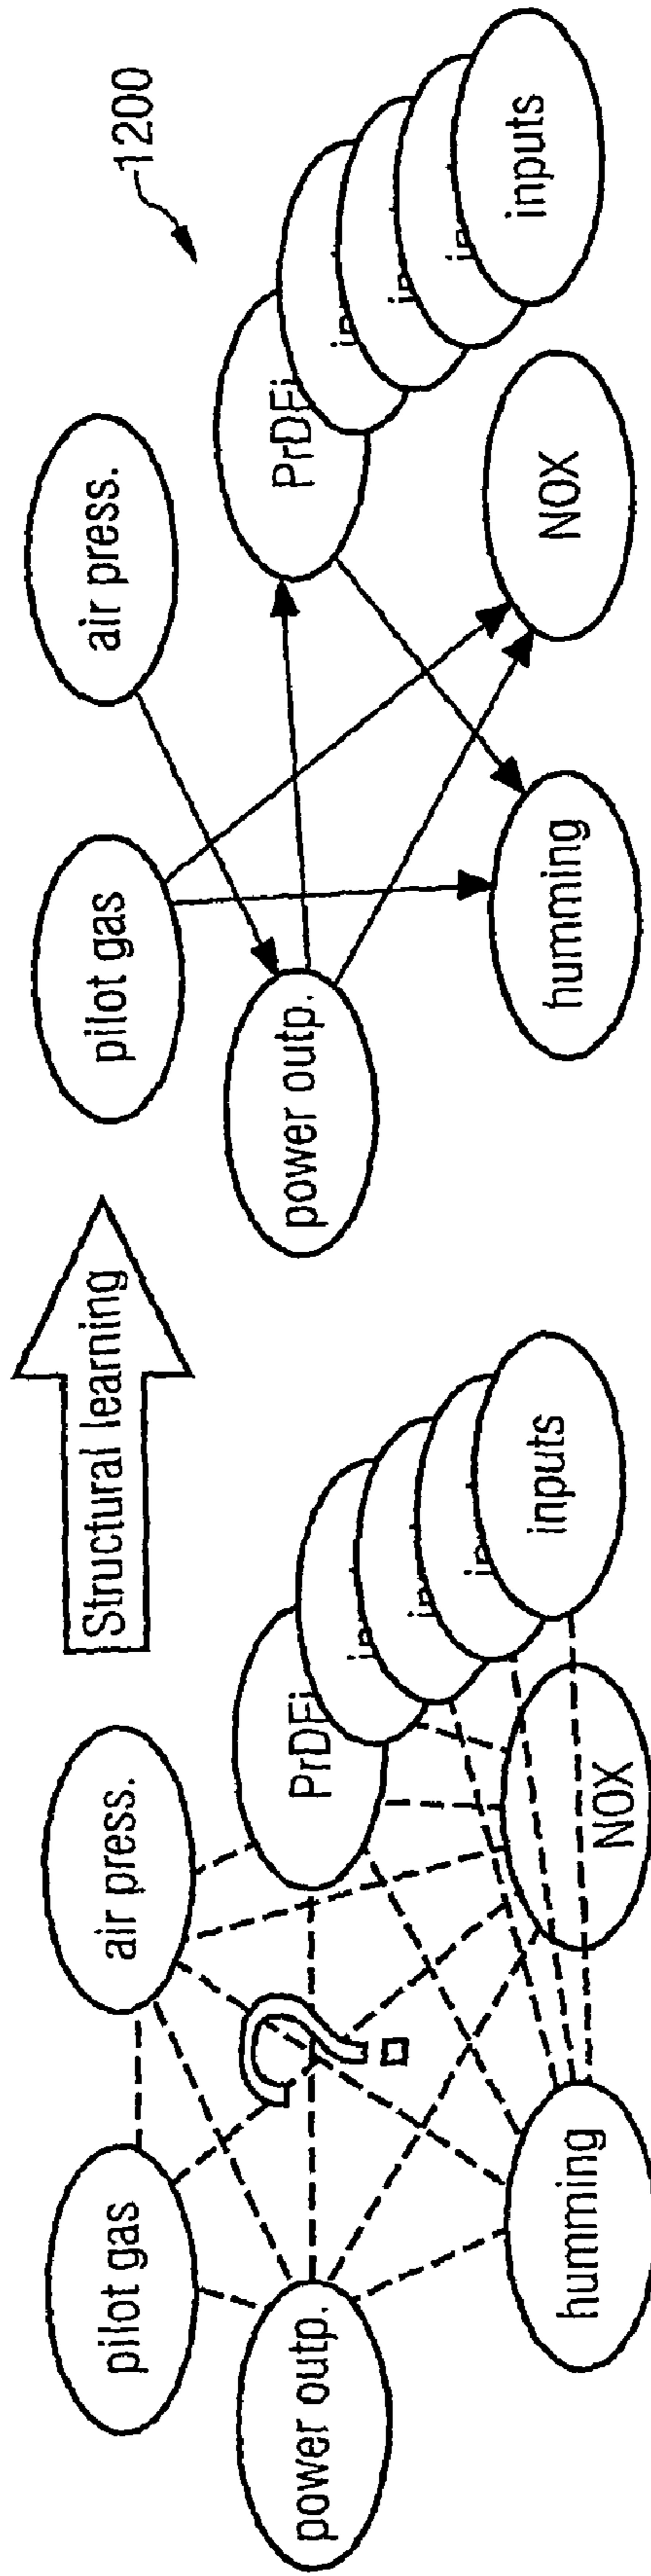 pilot gas
air press.
power outp.
PrDFi
inputs
humming
NOX
?
Structural learning
1200
pilot gas
air press.
power outp.
PrDFi
inputs
humming
NOX